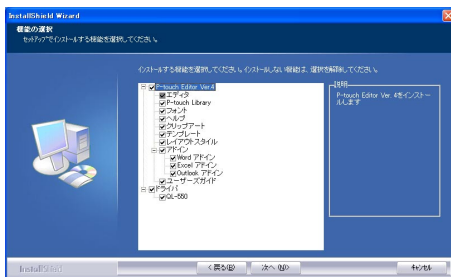 InstallShield Wizard
機能の選択
セットアップでインストールする機能を選択してください。
インストールする機能を選択してください。インストールしない機能は、選択を解除してください。
P-touch Editor Ver.4
エディタ
P-touch Library
フォント
ヘルプ
クリップアート
テンプレート
レイアウトスタイル
アドイン
Word アドイン
Excel アドイン
Outlook アドイン
ユーザーズガイド
ドライバ
QL-550
説明
P-touch Editor Ver. 4をインストー
ルします
InstallShield
< 戻る(B)
次へ (N)>
キャンセル